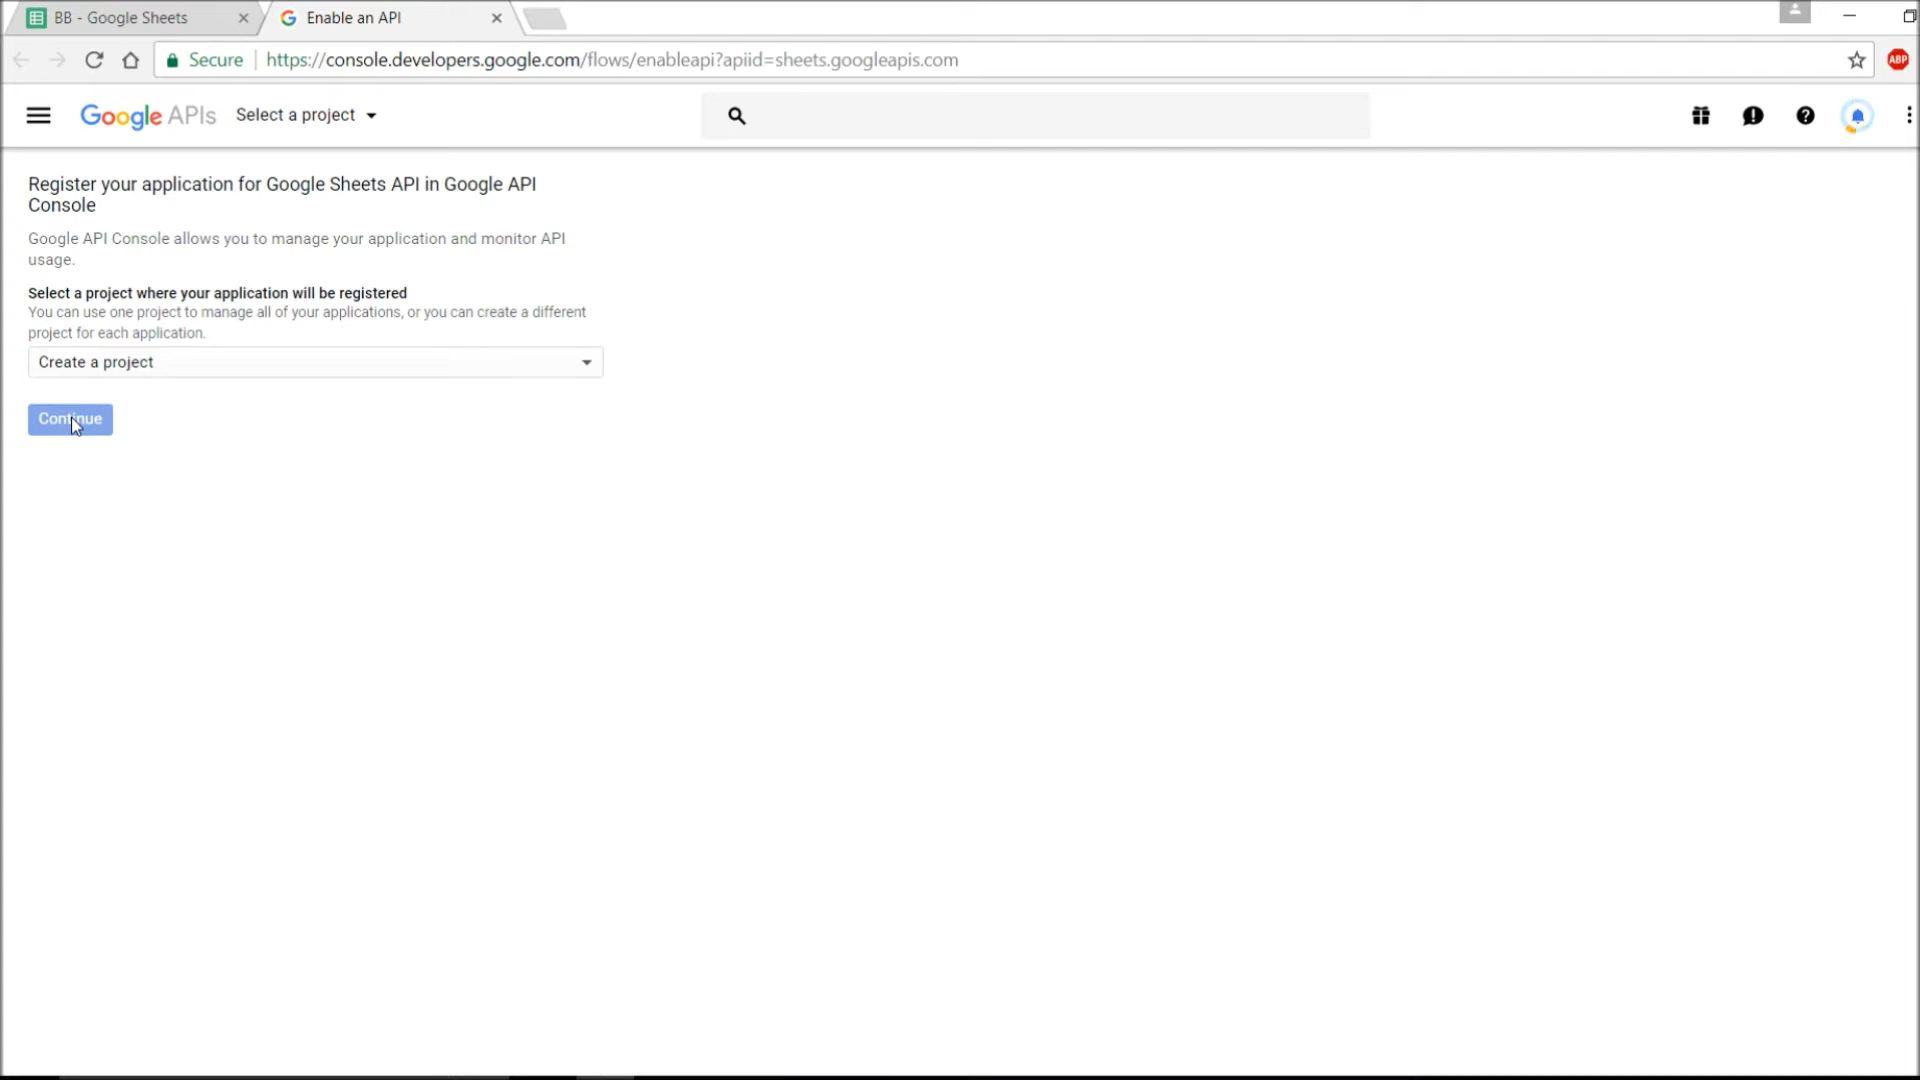 BB - Google Sheets
Enable an API
Secure https://console.developers.google.com/flows/enableapi?apiid=sheets.googleapis.com
ABP
Google APIs Select a project
Register your application for Google Sheets API in Google API
Console
Google API Console allows you to manage your application and monitor API
usage.
Select a project where your application will be registered
You can use one project to manage all of your applications, or you can create a different
project for each application.
Create a project
Continue